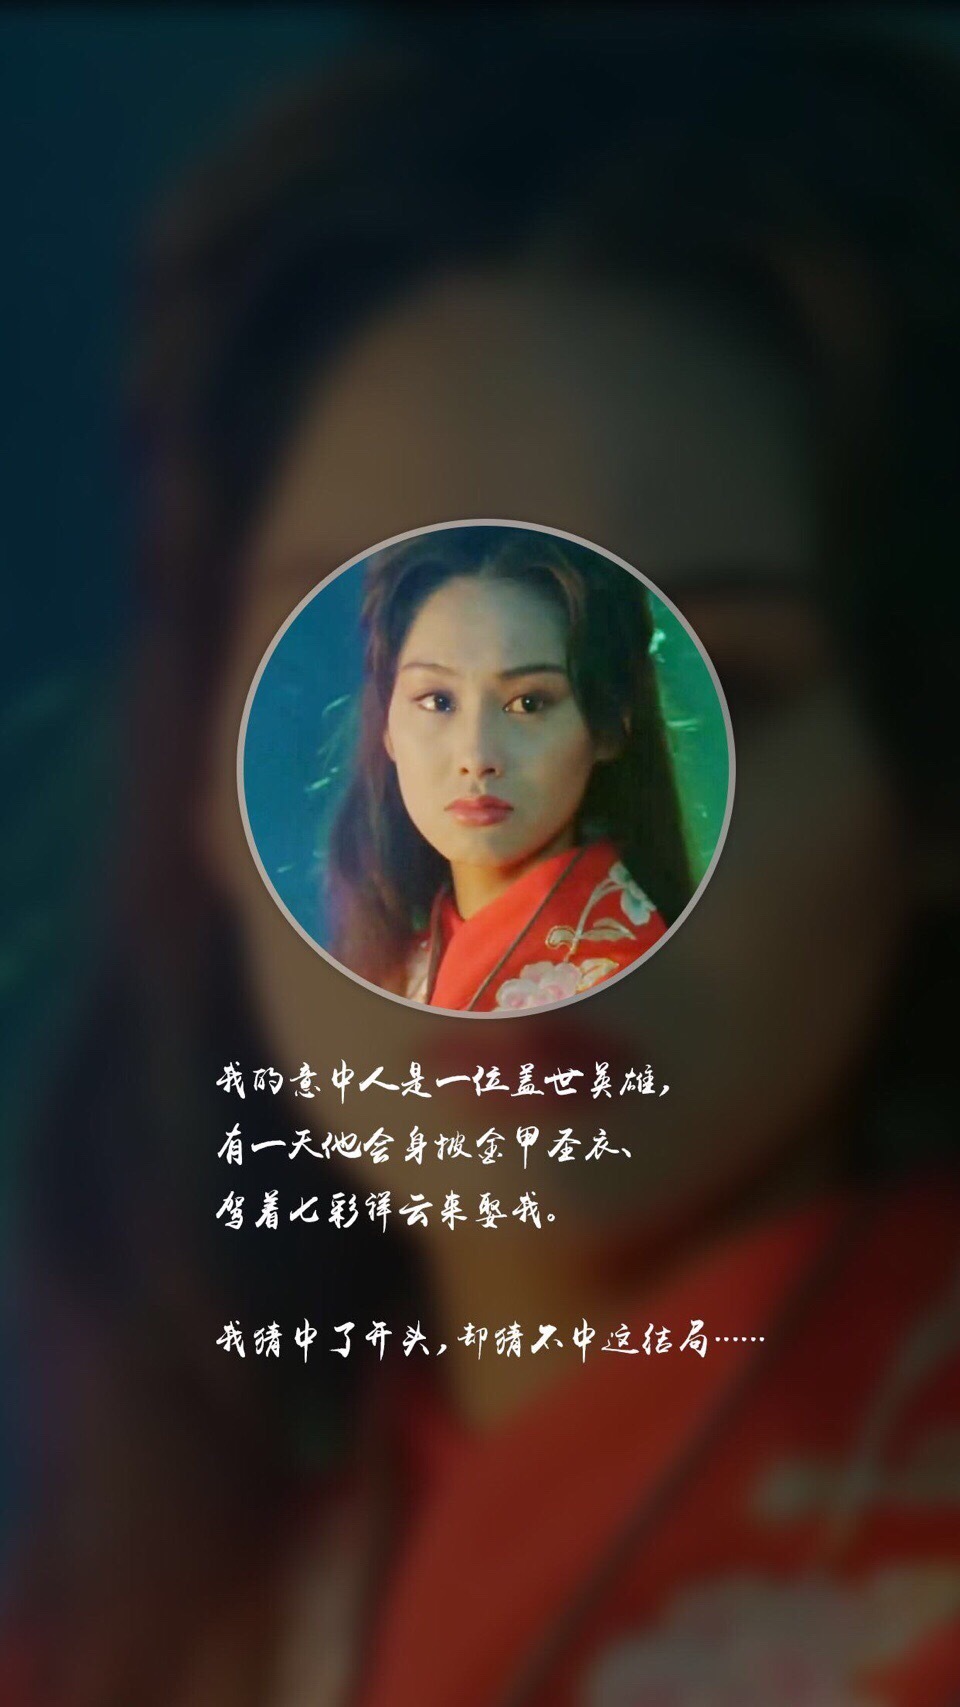 我的意中人是一位盖世英雄，
有一天他会身披金甲圣衣、
驾着七彩祥云来娶我。
我猜中了开头，却猜不中这结局……